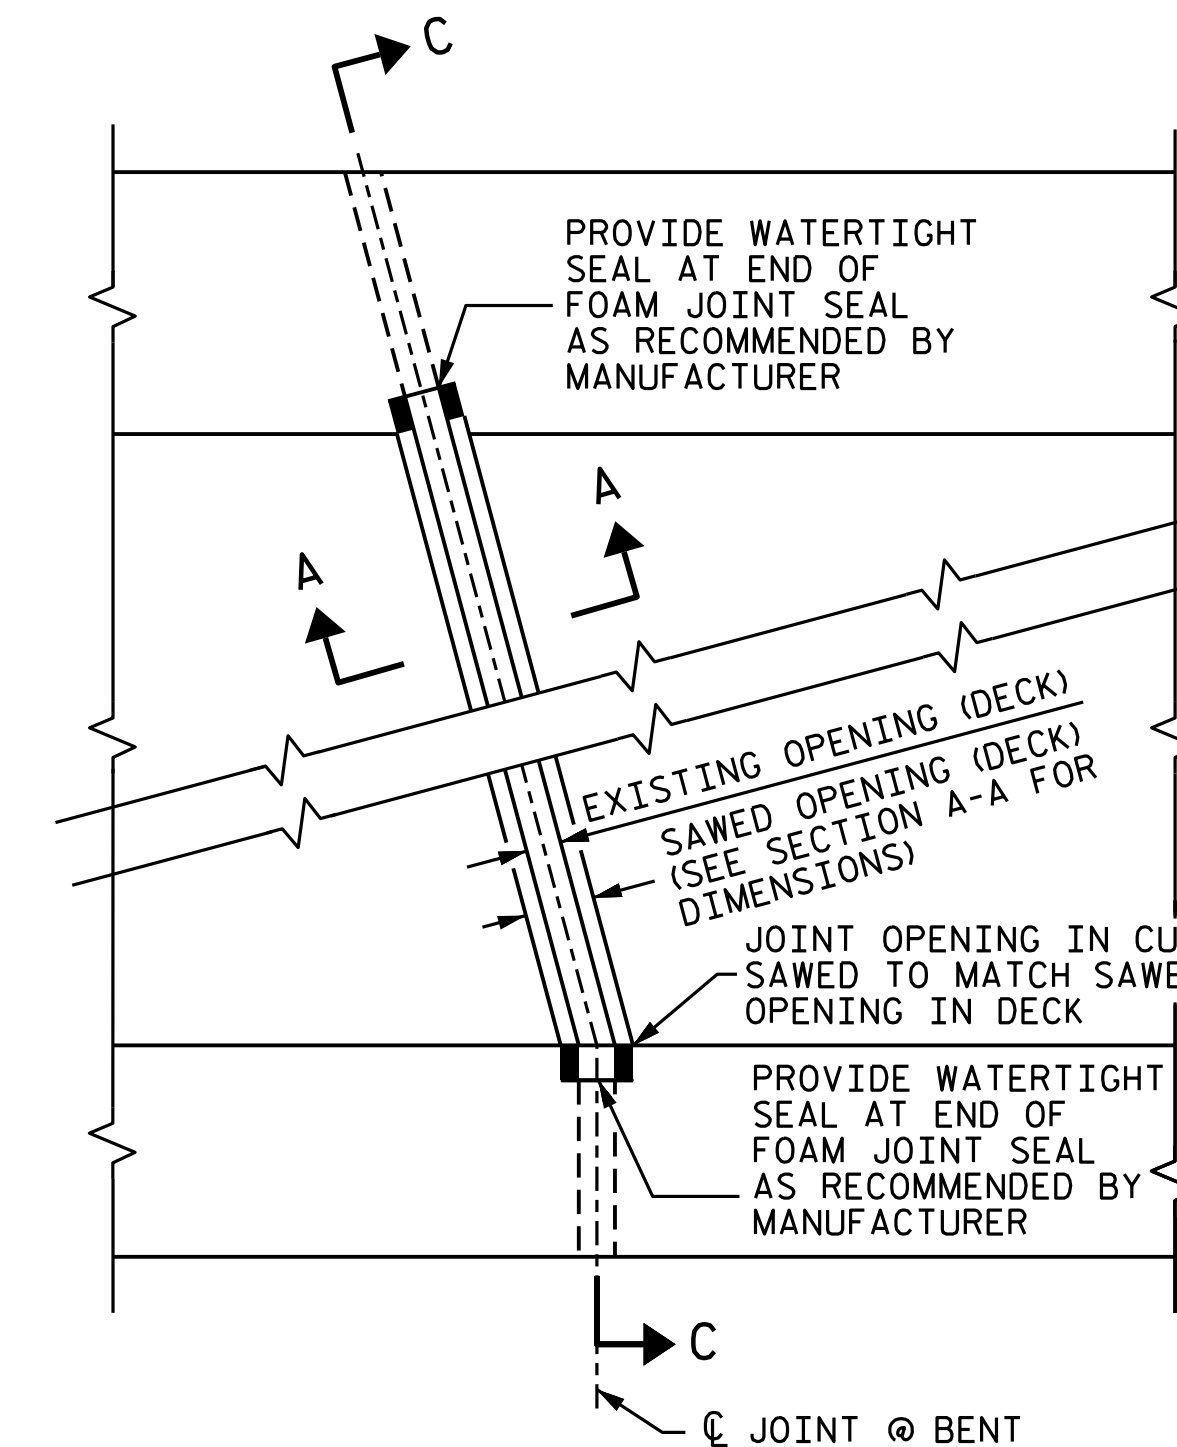 C
PROVIDE WATERTIGHT
SEAL AT END OF
FOAM JOINT SEAL
AS RECOMMENDED BY
MANUFACTURER
A
A
EXISTING OPENING (DECK)
SAWED OPENING (DECK)
(SEE SECTION A-A FOR
DIMENSIONS)
JOINT OPENING IN CU
SAWED TO MATCH SAWE
OPENING IN DECK
PROVIDE WATERTIGHT
SEAL AT END OF
FOAM JOINT SEAL
AS RECOMMENDED BY
MANUFACTURER
C
℄ JOINT @ BENT